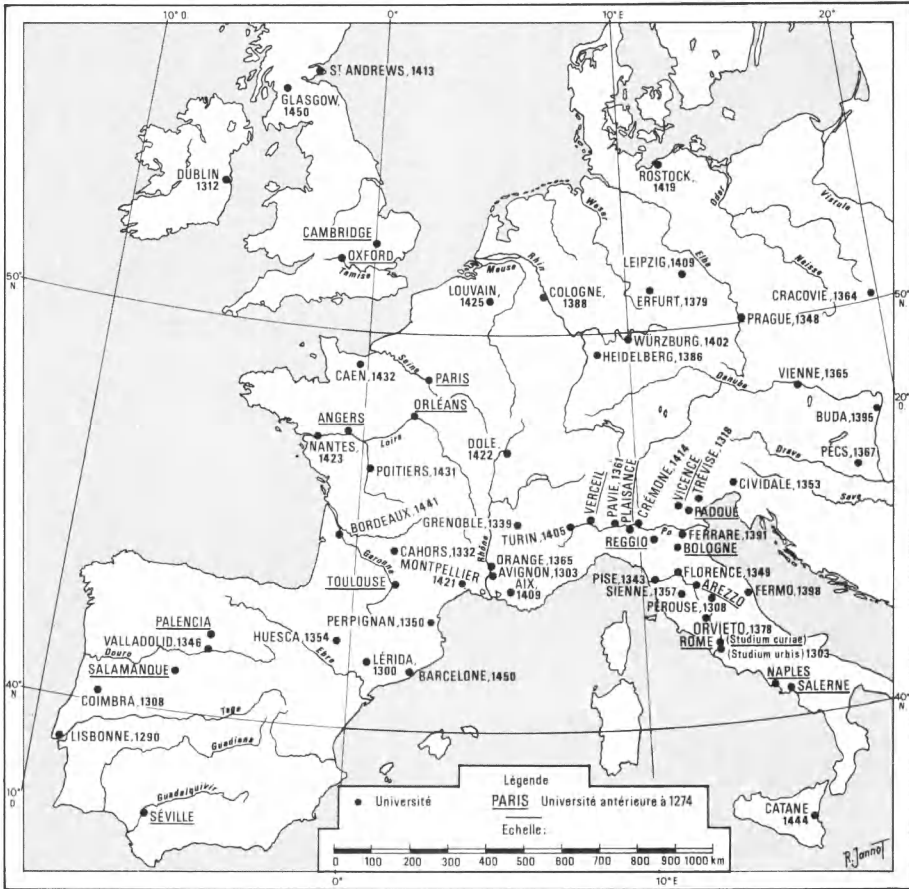 10° O
0°
10° E
20°
ST ANDREWS, 1413
GLASGOW,
1450
DUBLIN
1312
ROSTOCK,
1419
CAMBRIDGE
OXFORD
Tamise
Weser
Oder
Vistule
Neisse
Elbe
Rhin
Meuse
LEIPZIG, 1409
50°
N
LOUVAIN,
1425
COLOGNE,
1388
ERFURT, 1379
CRACOVIE, 1364
50°
N.
PRAGUE, 1348
WÜRZBURG, 1402
HEIDELBERG, 1386
CAEN, 1432
Seine
PARIS
Danube
VIENNE, 1365
20°
O.
ORLÉANS
ANGERS
BUDA, 1395
NANTES,
1423
Loire
DOLE,
1422
PÉCS, 1367
Drave
Save
POITIERS, 1431
VERCEIL
PAVIE, 1361
PLAISANCE
CRÉMONE, 1414
VICENCE
TRÉVISE, 1318
CIVIDALE, 1353
PADOUE
BORDEAUX, 1441
GRENOBLE, 1339
TURIN, 1405
REGGIO
Po
FERRARE, 1391
BOLOGNE
Garonne
CAHORS, 1332
Rhône
ORANGE, 1365
MONTPELLIER
1421
AVIGNON, 1303
AIX,
1409
TOULOUSE
PISE, 1343
FLORENCE, 1349
SIENNE, 1357
AREZZO
FERMO, 1398
PÉROUSE, 1308
PERPIGNAN, 1350
ORVIETO, 1378
PALENCIA
VALLADOLID, 1346
HUESCA, 1354
Ebre
ROME
(Studium curiae)
(Studium urbis) 1303
Douro
SALAMANQUE
LÉRIDA,
1300
BARCELONE, 1450
NAPLES
SALERNE
40°
N
COIMBRA, 1308
40°
N.
Tage
LISBONNE, 1290
Guadiana
10°
O
Guadalquivir
SÉVILLE
CATANE
1444
Légende
Université
PARIS Université antérieure à 1274
Echelle :
0 100 200 300 400 500 600 700 800 900 1000 km
R. Jannot
0°
10° E